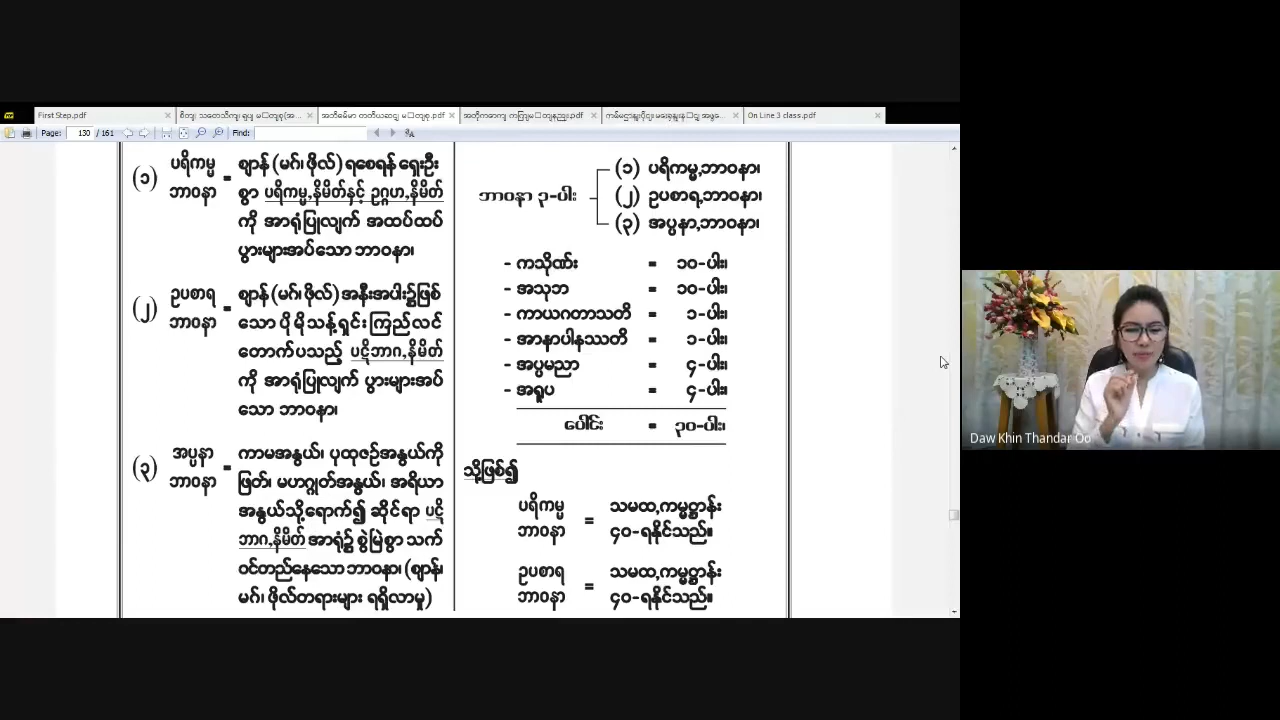 First Step.pdf
On Line 3 class.pdf
Page: 130 / 161
Find:
(၁) ပရိကမ္မ ဘာဝနာ = ဈာန် (မဂ်၊ ဖိုလ်) ရစေရန် ရှေးဦး
စွာ ပရိကမ္မ,နိမိတ်နှင့် ဥဂ္ဂဟ,နိမိတ်
ကို အာရုံပြုလျက် အထပ်ထပ်
ပွားများအပ်သော ဘာဝနာ၊
(၂) ဥပစာရ ဘာဝနာ = ဈာန် (မဂ်၊ ဖိုလ်) အနီးအပါး၌ဖြစ်
သော ပို မို သန့် ရှင်း ကြည်လင်
တောက်ပသည့် ပဋိဘာဂ,နိမိတ်
ကို အာရုံပြုလျက် ပွားများအပ်
သော ဘာဝနာ၊
(၃) အပ္ပနာ ဘာဝနာ = ကာမအနွယ်၊ ပုထုဇဉ်အနွယ်ကို
ဖြတ်၊ မဟဂ္ဂုတ်အနွယ်၊ အရိယာ
အနွယ်သို့ရောက်၍ ဆိုင်ရာ ပဋိ
ဘာဂ,နိမိတ် အာရုံ၌ စွဲမြဲစွာ သက်
ဝင်တည်နေသော ဘာဝနာ၊ (ဈာန်၊
မဂ်၊ ဖိုလ်တရားများ ရရှိလာမှု)
ဘာဝနာ ၃-ပါး
(၁) ပရိကမ္မ,ဘာဝနာ၊
(၂) ဥပစာရ,ဘာဝနာ၊
(၃) အပ္ပနာ,ဘာဝနာ၊
- ကသိုဏ်း = ၁၀-ပါး၊
- အသုဘ = ၁၀-ပါး၊
- ကာယဂတာသတိ = ၁-ပါး၊
- အာနာပါနဿတိ = ၁-ပါး၊
- အပ္ပမညာ = ၄-ပါး၊
- အရူပ = ၄-ပါး၊
ပေါင်း = ၃၀-ပါး၊
သို့ဖြစ်၍
ပရိကမ္မ ဘာဝနာ = သမထ,ကမ္မဋ္ဌာန်း
၄၀-ရနိုင်သည်။
ဥပစာရ ဘာဝနာ = သမထ,ကမ္မဋ္ဌာန်း
၄၀-ရနိုင်သည်။
Daw Khin Thandar Oo